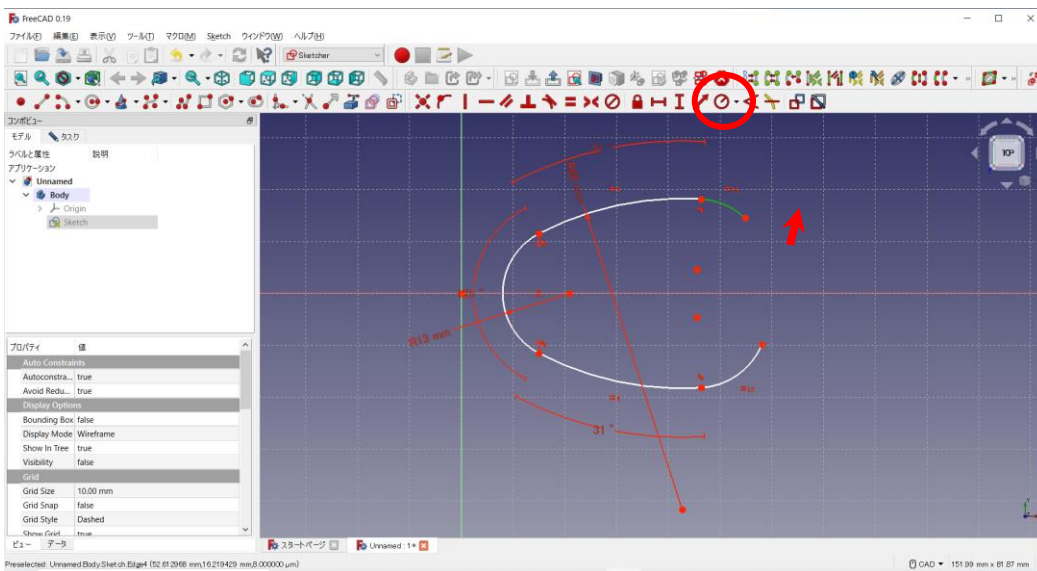 FreeCAD 0.19
ファイル(F) 編集(E) 表示(V) ツール(T) マクロ(M) Sketch ウィンドウ(W) ヘルプ(H)
Sketcher
コンボビュー
モデル タスク
ラベルと属性 説明
アプリケーション
Unnamed
Body
Origin
Sketch
プロパティ 値
Auto Constraints
Autoconstra... true
Avoid Redu... true
Display Options
Bounding Box false
Display Mode Wireframe
Show In Tree true
Visibility false
Grid
Grid Size 10.00 mm
Grid Snap false
Grid Style Dashed
Show Grid true
ビュー データ
R13 mm
31 °
TOP
スタートページ
Unnamed : 1*
Preselected: Unnamed.Body.Sketch.Edge4 (52.612968 mm,16.219429 mm,8.000000 µm)
CAD
151.99 mm x 81.87 mm